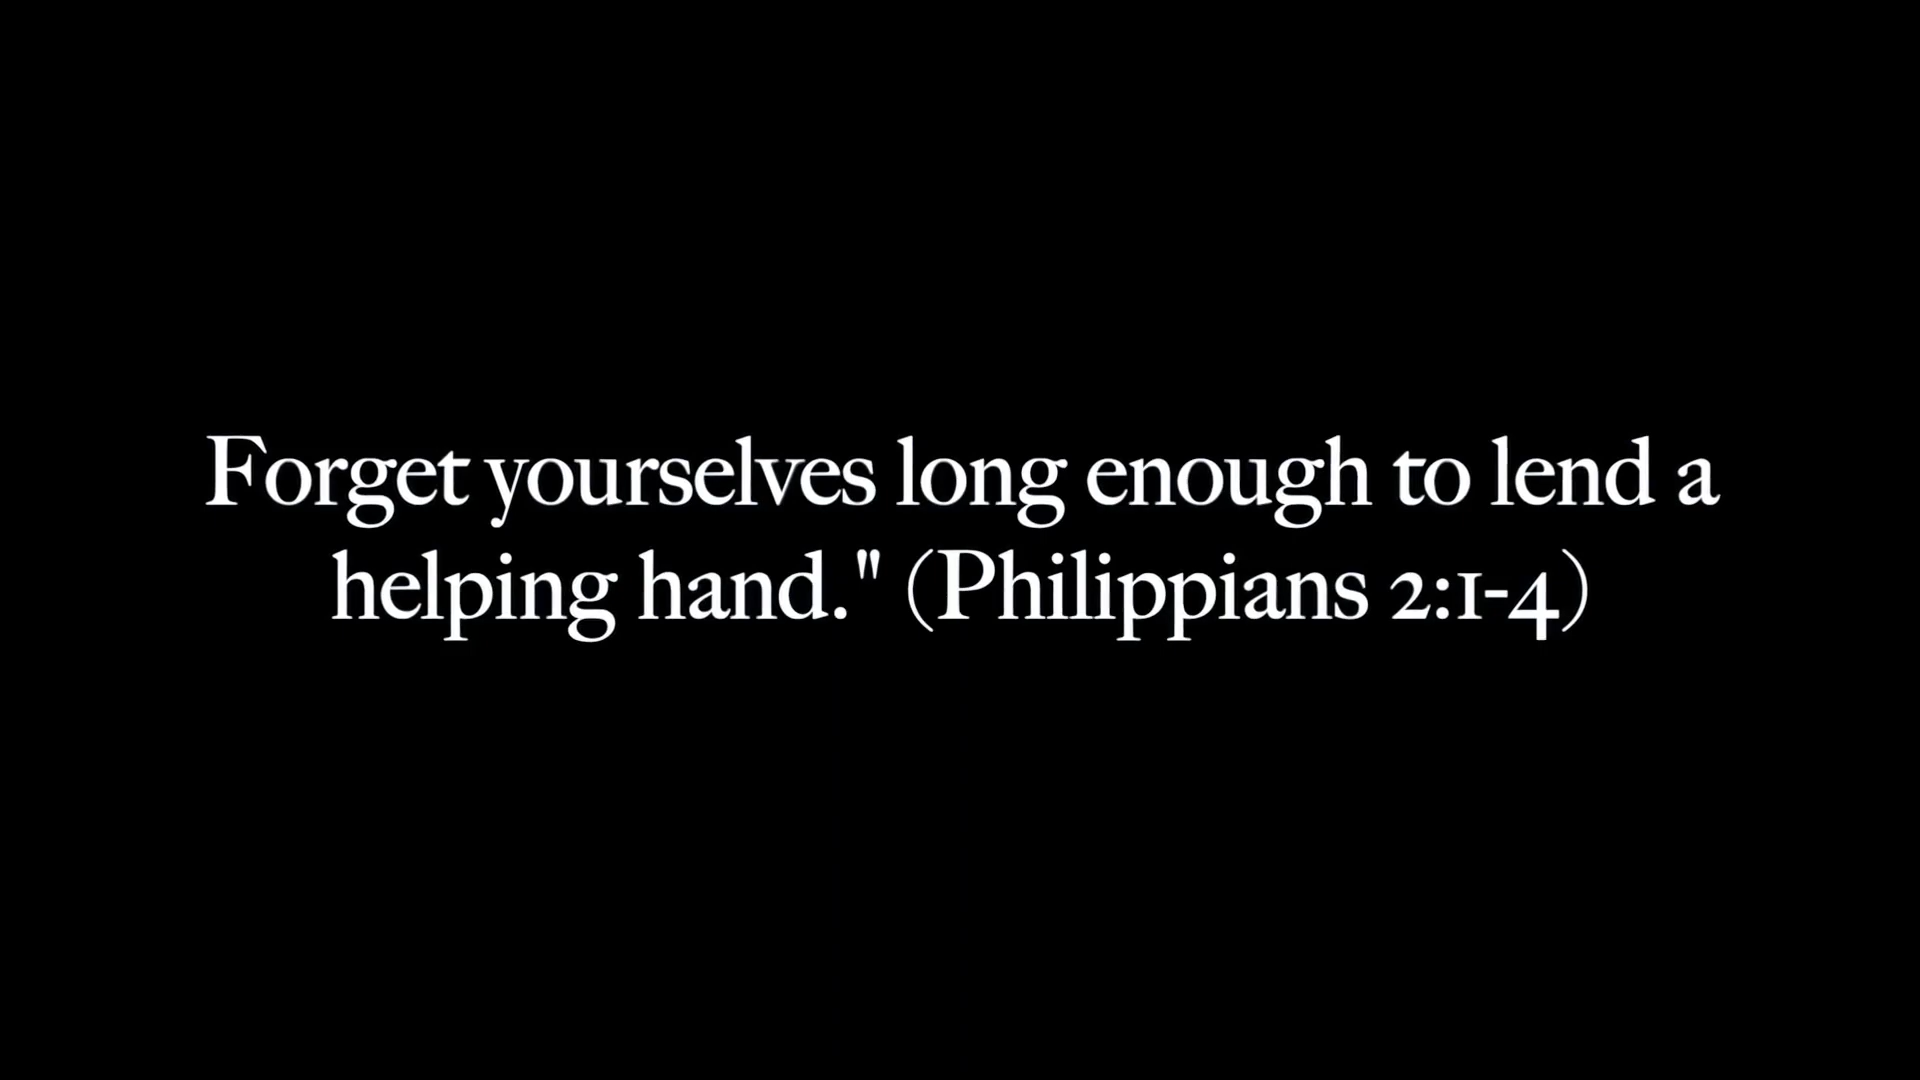 Forget yourselves long enough to lend a
helping hand." (Philippians 2:1-4)